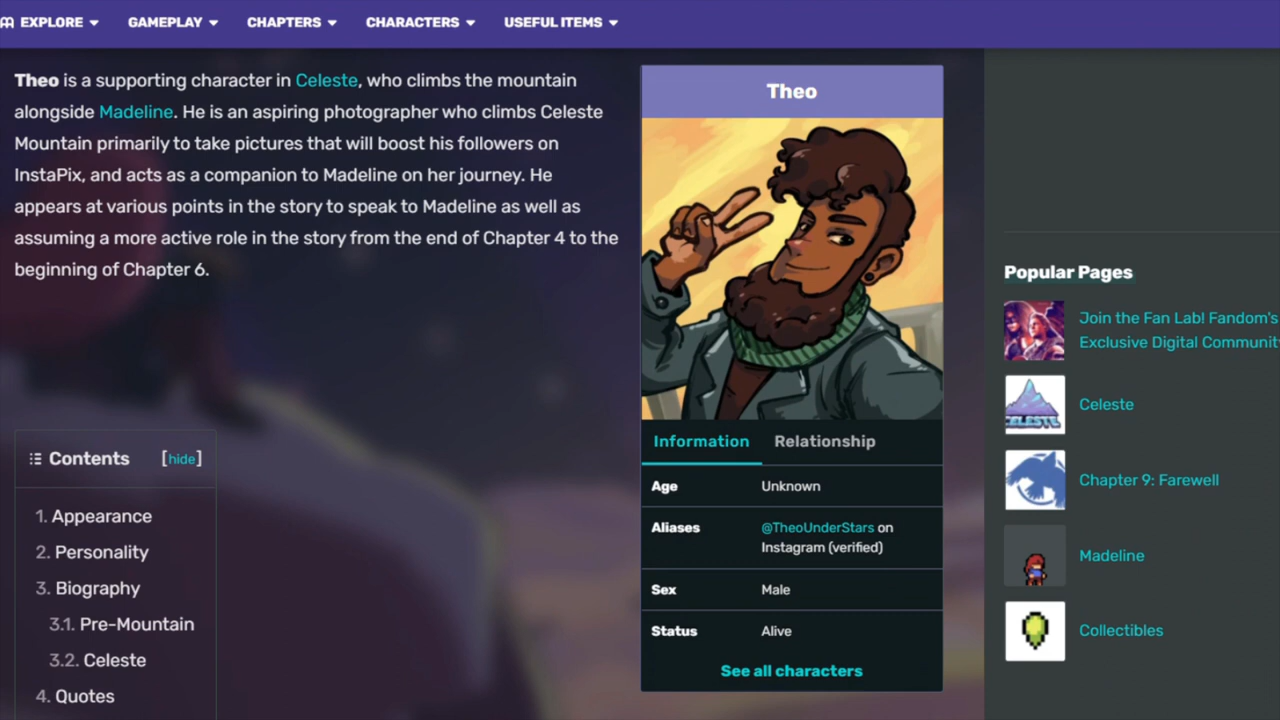 EXPLORE GAMEPLAY CHAPTERS CHARACTERS USEFUL ITEMS
Theo is a supporting character in Celeste, who climbs the mountain
alongside Madeline. He is an aspiring photographer who climbs Celeste
Mountain primarily to take pictures that will boost his followers on
InstaPix, and acts as a companion to Madeline on her journey. He
appears at various points in the story to speak to Madeline as well as
assuming a more active role in the story from the end of Chapter 4 to the
beginning of Chapter 6.
Contents [hide]
1. Appearance
2. Personality
3. Biography
3.1. Pre-Mountain
3.2. Celeste
4. Quotes
Theo
Information Relationship
Age Unknown
Aliases @TheoUnderStars on
Instagram (verified)
Sex Male
Status Alive
See all characters
Popular Pages
Join the Fan Lab! Fandom's
Exclusive Digital Communit
CELESTE
Celeste
Chapter 9: Farewell
Madeline
Collectibles